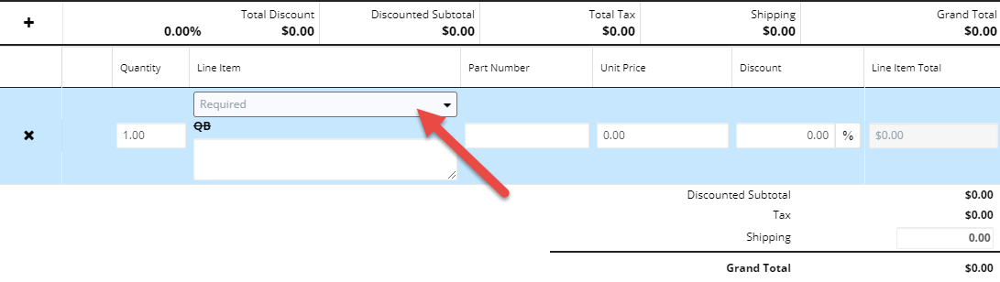 + Total Discount Discounted Subtotal Total Tax Shipping Grand Total
0.00% $0.00 $0.00 $0.00 $0.00 $0.00
Quantity Line Item Part Number Unit Price Discount Line Item Total
Required
QB
1.00 0.00 0.00 % $0.00
Discounted Subtotal $0.00
Tax $0.00
Shipping 0.00
Grand Total $0.00